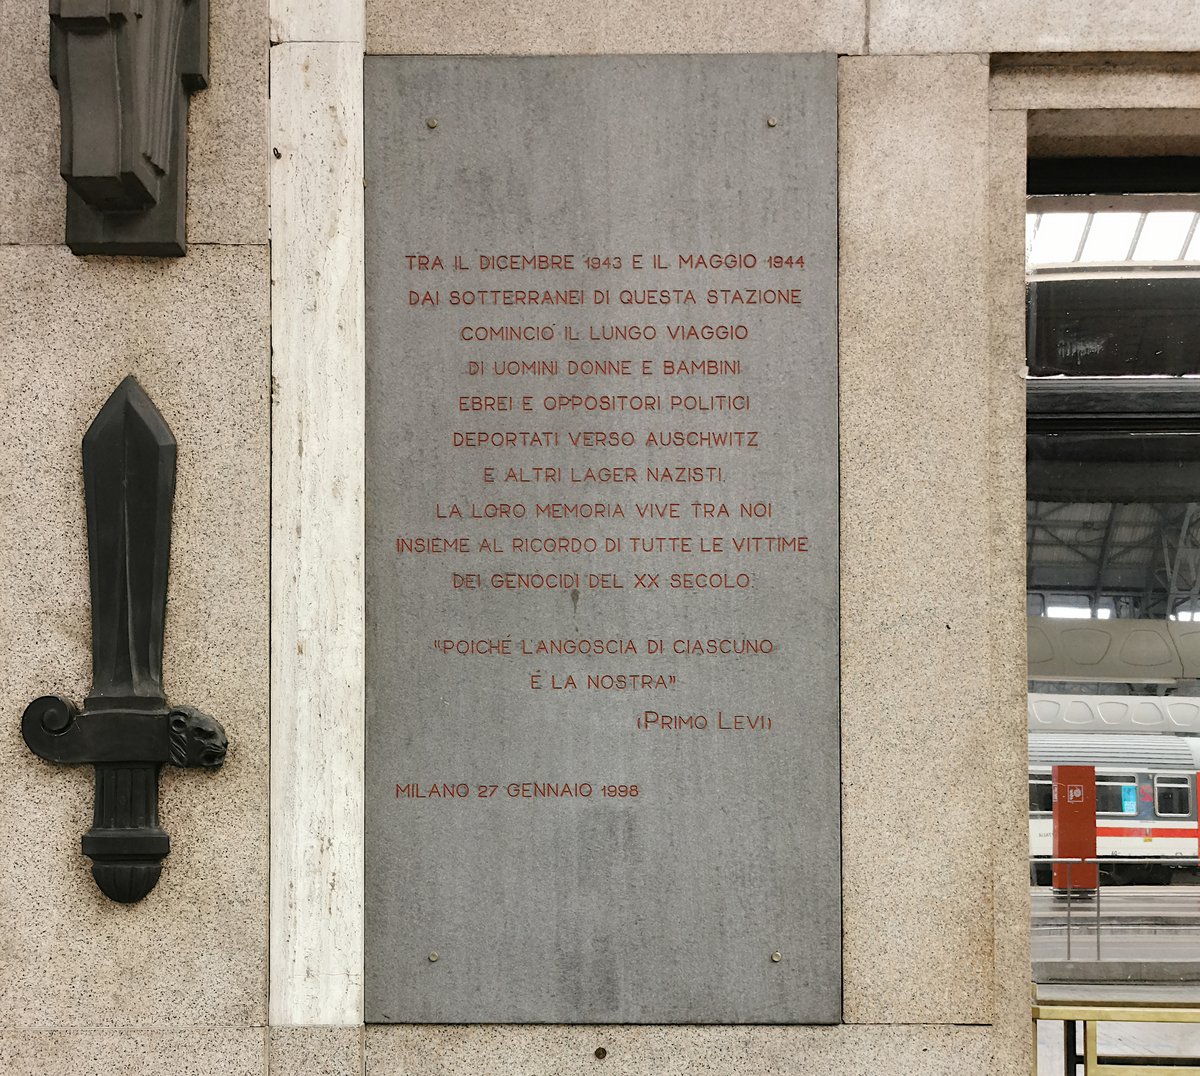 TRA IL DICEMBRE 1943 E IL MAGGIO 1944
DAI SOTTERRANEI DI QUESTA STAZIONE
COMINCIÒ IL LUNGO VIAGGIO
DI UOMINI DONNE E BAMBINI
EBREI E OPPOSITORI POLITICI
DEPORTATI VERSO AUSCHWITZ
E ALTRI LAGER NAZISTI.
LA LORO MEMORIA VIVE TRA NOI
INSIEME AL RICORDO DI TUTTE LE VITTIME
DEI GENOCIDI DEL XX SECOLO.
“POICHÉ L'ANGOSCIA DI CIASCUNO
È LA NOSTRA”
(PRIMO LEVI)
MILANO 27 GENNAIO 1998